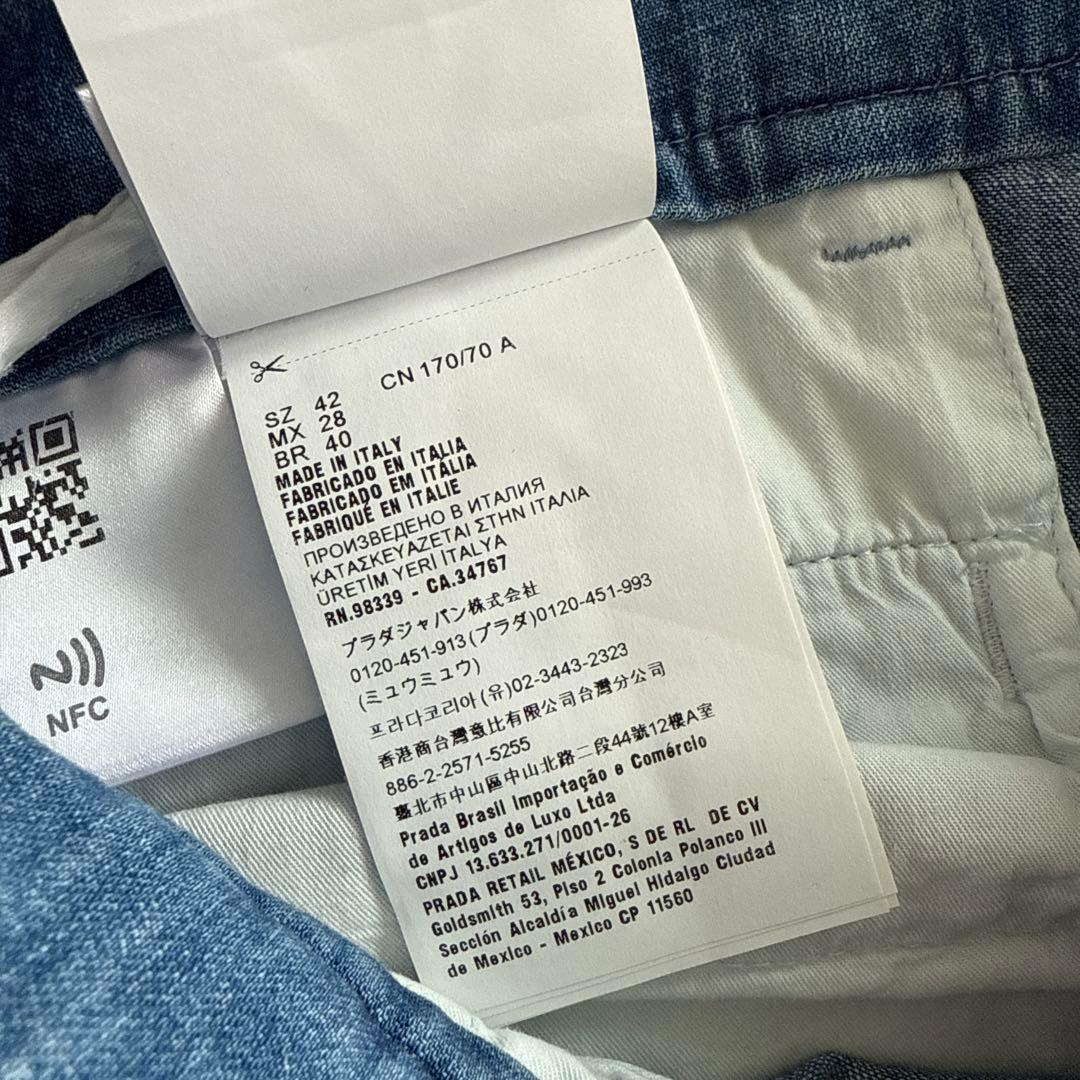 SZ 42 CN 170/70 A
MX 28
BR 40
MADE IN ITALY
FABRICADO EN ITALIA
FABRICADO EM ITÁLIA
FABRIQUÉ EN ITALIE
ПРОИЗВЕДЕНО В ИТАЛИЯ
ΚΑΤΑΣΚΕΥΑΖΕΤΑΙ ΣΤΗΝ ΙΤΑΛΙΑ
ÜRETİM YERİ İTALYA
RN.98339 - CA.34767
プラダジャパン株式会社
0120-451-913(プラダ)0120-451-993
(ミュウミュウ)
프라다코리아(유)02-3443-2323
香港商台灣意比有限公司台灣分公司
886-2-2571-5255
臺北市中山區中山北路二段44號12樓A室
Prada Brasil Importação e Comércio
de Artigos de Luxo Ltda
CNPJ 13.633.271/0001-26
PRADA RETAIL MÉXICO, S DE RL DE CV
Goldsmith 53, Piso 2 Colonia Polanco III
Sección Alcaldía Miguel Hidalgo Ciudad
de Mexico - Mexico CP 11560
NFC